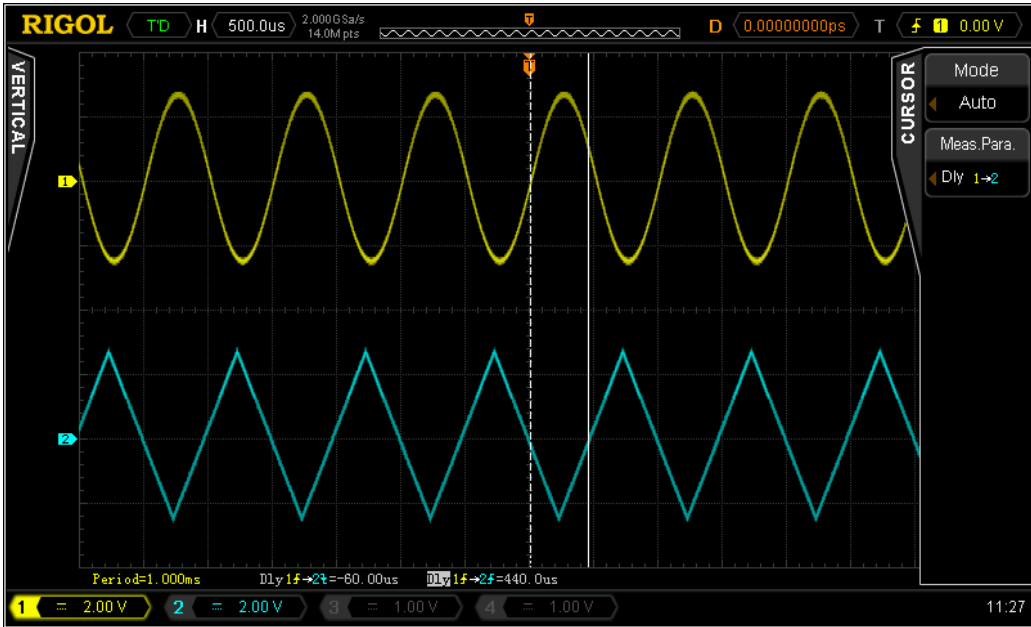 RIGOL T'D H 500.0us 2.000GSa/s 14.0M pts T D 0.00000000ps T 1 0.00 V
VERTICAL
T
CURSOR
Mode
Auto
Meas.Para.
Dly 1→2
1
2
Period=1.000ms Dly1→2=-60.00us Dly1→2=440.0us
1 = 2.00 V 2 = 2.00 V 3 = 1.00 V 4 = 1.00 V 11:27